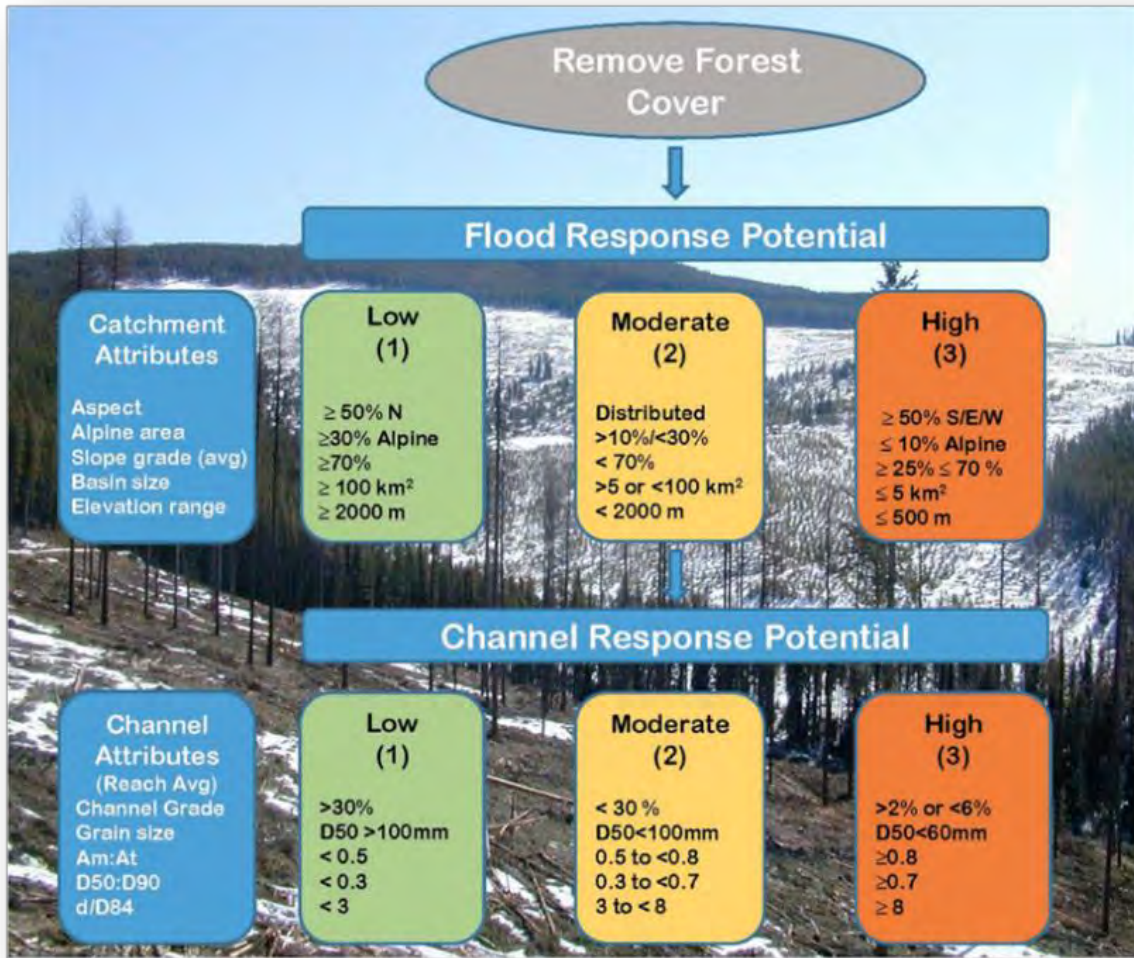 Remove Forest
Cover
Flood Response Potential
Catchment
Attributes
Aspect
Alpine area
Slope grade (avg)
Basin size
Elevation range
Low
(1)
≥ 50% N
≥30% Alpine
≥70%
≥ 100 km²
≥ 2000 m
Moderate
(2)
Distributed
>10%/<30%
< 70%
>5 or <100 km²
< 2000 m
High
(3)
≥ 50% S/E/W
≤ 10% Alpine
≥ 25% ≤ 70 %
≤ 5 km²
≤ 500 m
Channel Response Potential
Channel
Attributes
(Reach Avg)
Channel Grade
Grain size
Am:At
D50:D90
d/D84
Low
(1)
>30%
D50 >100mm
< 0.5
< 0.3
< 3
Moderate
(2)
< 30 %
D50<100mm
0.5 to <0.8
0.3 to <0.7
3 to < 8
High
(3)
>2% or <6%
D50<60mm
≥0.8
≥0.7
≥ 8